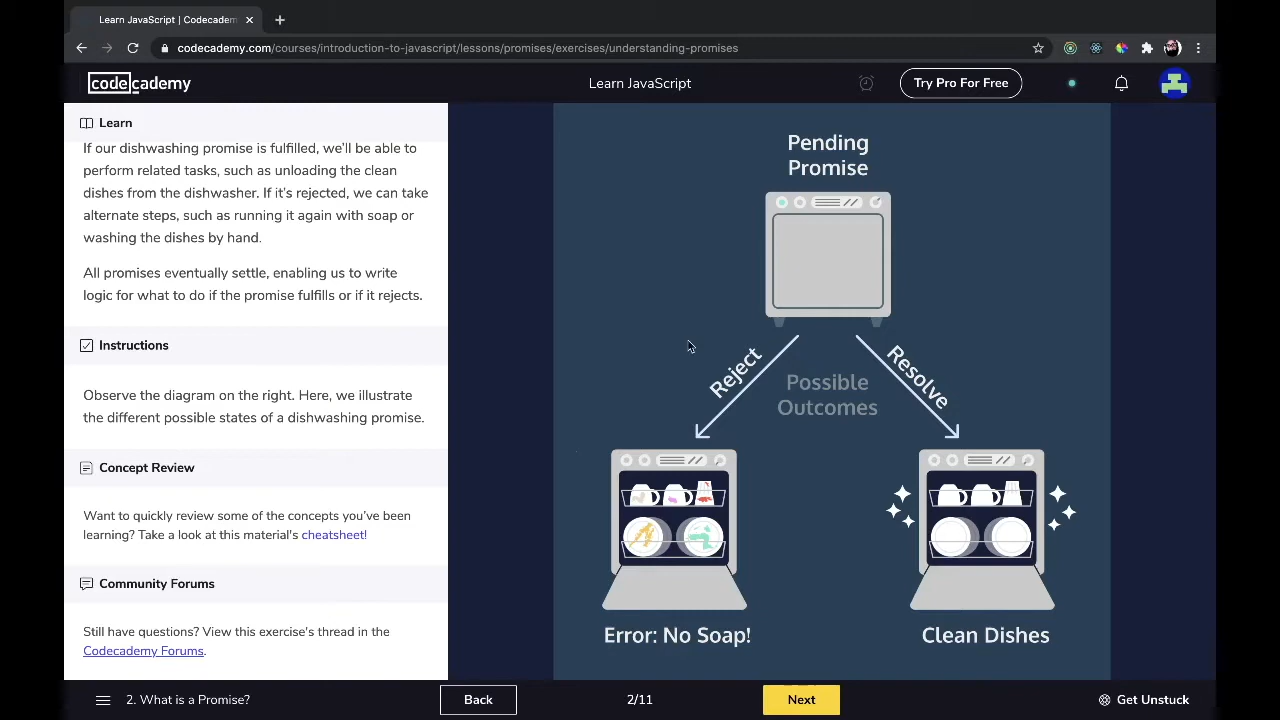 Learn JavaScript | Codecadem
codecademy.com/courses/introduction-to-javascript/lessons/promises/exercises/understanding-promises
codecademy
Learn JavaScript
Try Pro For Free
Learn
If our dishwashing promise is fulfilled, we'll be able to
perform related tasks, such as unloading the clean
dishes from the dishwasher. If it's rejected, we can take
alternate steps, such as running it again with soap or
washing the dishes by hand.
All promises eventually settle, enabling us to write
logic for what to do if the promise fulfills or if it rejects.
Instructions
Observe the diagram on the right. Here, we illustrate
the different possible states of a dishwashing promise.
Concept Review
Want to quickly review some of the concepts you've been
learning? Take a look at this material's cheatsheet!
Community Forums
Still have questions? View this exercise's thread in the
Codecademy Forums.
Pending
Promise
Reject
Resolve
Possible
Outcomes
Error: No Soap!
Clean Dishes
2. What is a Promise?
Back
2/11
Next
Get Unstuck